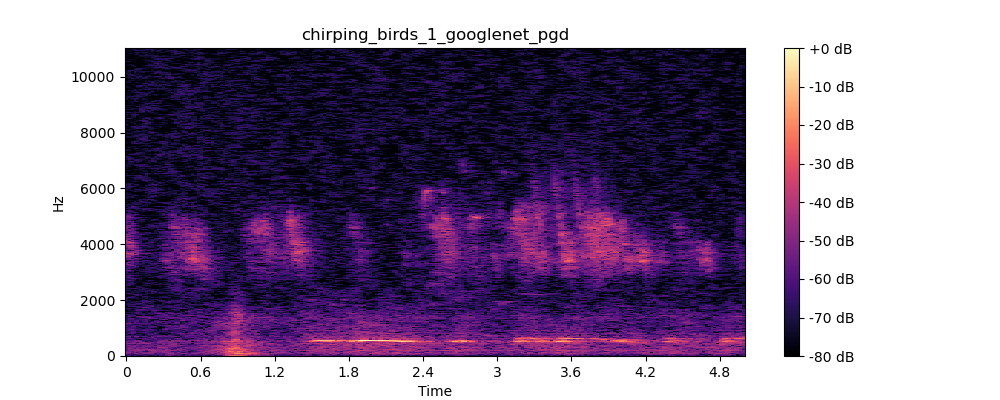 chirping_birds_1_googlenet_pgd
Hz
10000
8000
6000
4000
2000
0
0 0.6 1.2 1.8 2.4 3 3.6 4.2 4.8
Time
+0 dB
-10 dB
-20 dB
-30 dB
-40 dB
-50 dB
-60 dB
-70 dB
-80 dB